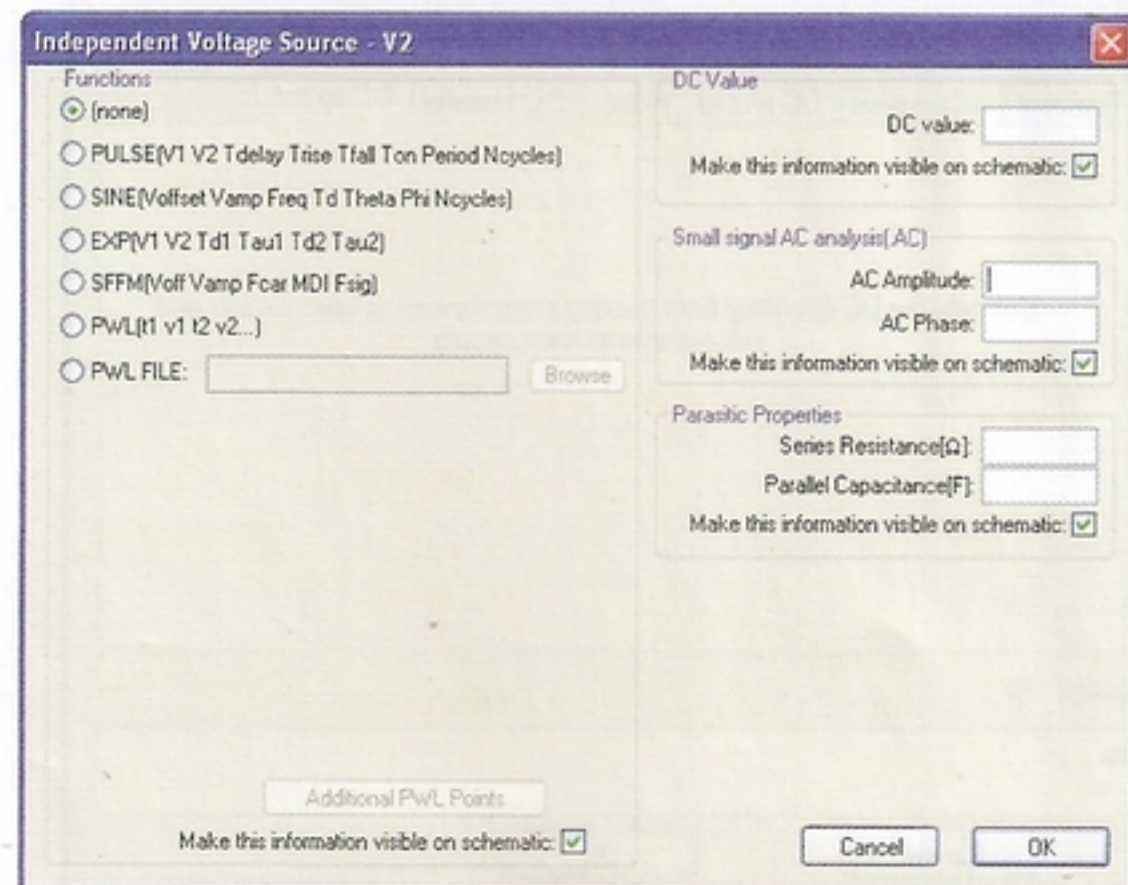 Independent Voltage Source - V2
Functions
(none)
PULSE(V1 V2 Tdelay Trise Tfall Ton Period Ncycles)
SINE(Voffset Vamp Freq Td Theta Phi Ncycles)
EXP(V1 V2 Td1 Tau1 Td2 Tau2)
SFFM(Voff Vamp Fcar MDI Fsig)
PWL(t1 v1 t2 v2...)
PWL FILE:
Browse
Additional PWL Points
Make this information visible on schematic:
DC Value
DC value:
Make this information visible on schematic:
Small signal AC analysis(.AC)
AC Amplitude:
AC Phase:
Make this information visible on schematic:
Parasitic Properties
Series Resistance[Ω]:
Parallel Capacitance[F]:
Make this information visible on schematic:
Cancel
OK